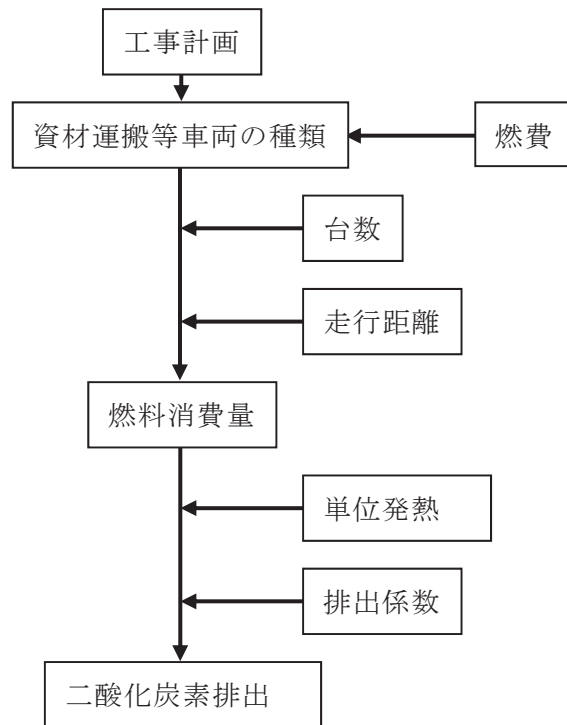 工事計画
資材運搬等車両の種類
燃費
台数
走行距離
燃料消費量
単位発熱
排出係数
二酸化炭素排出